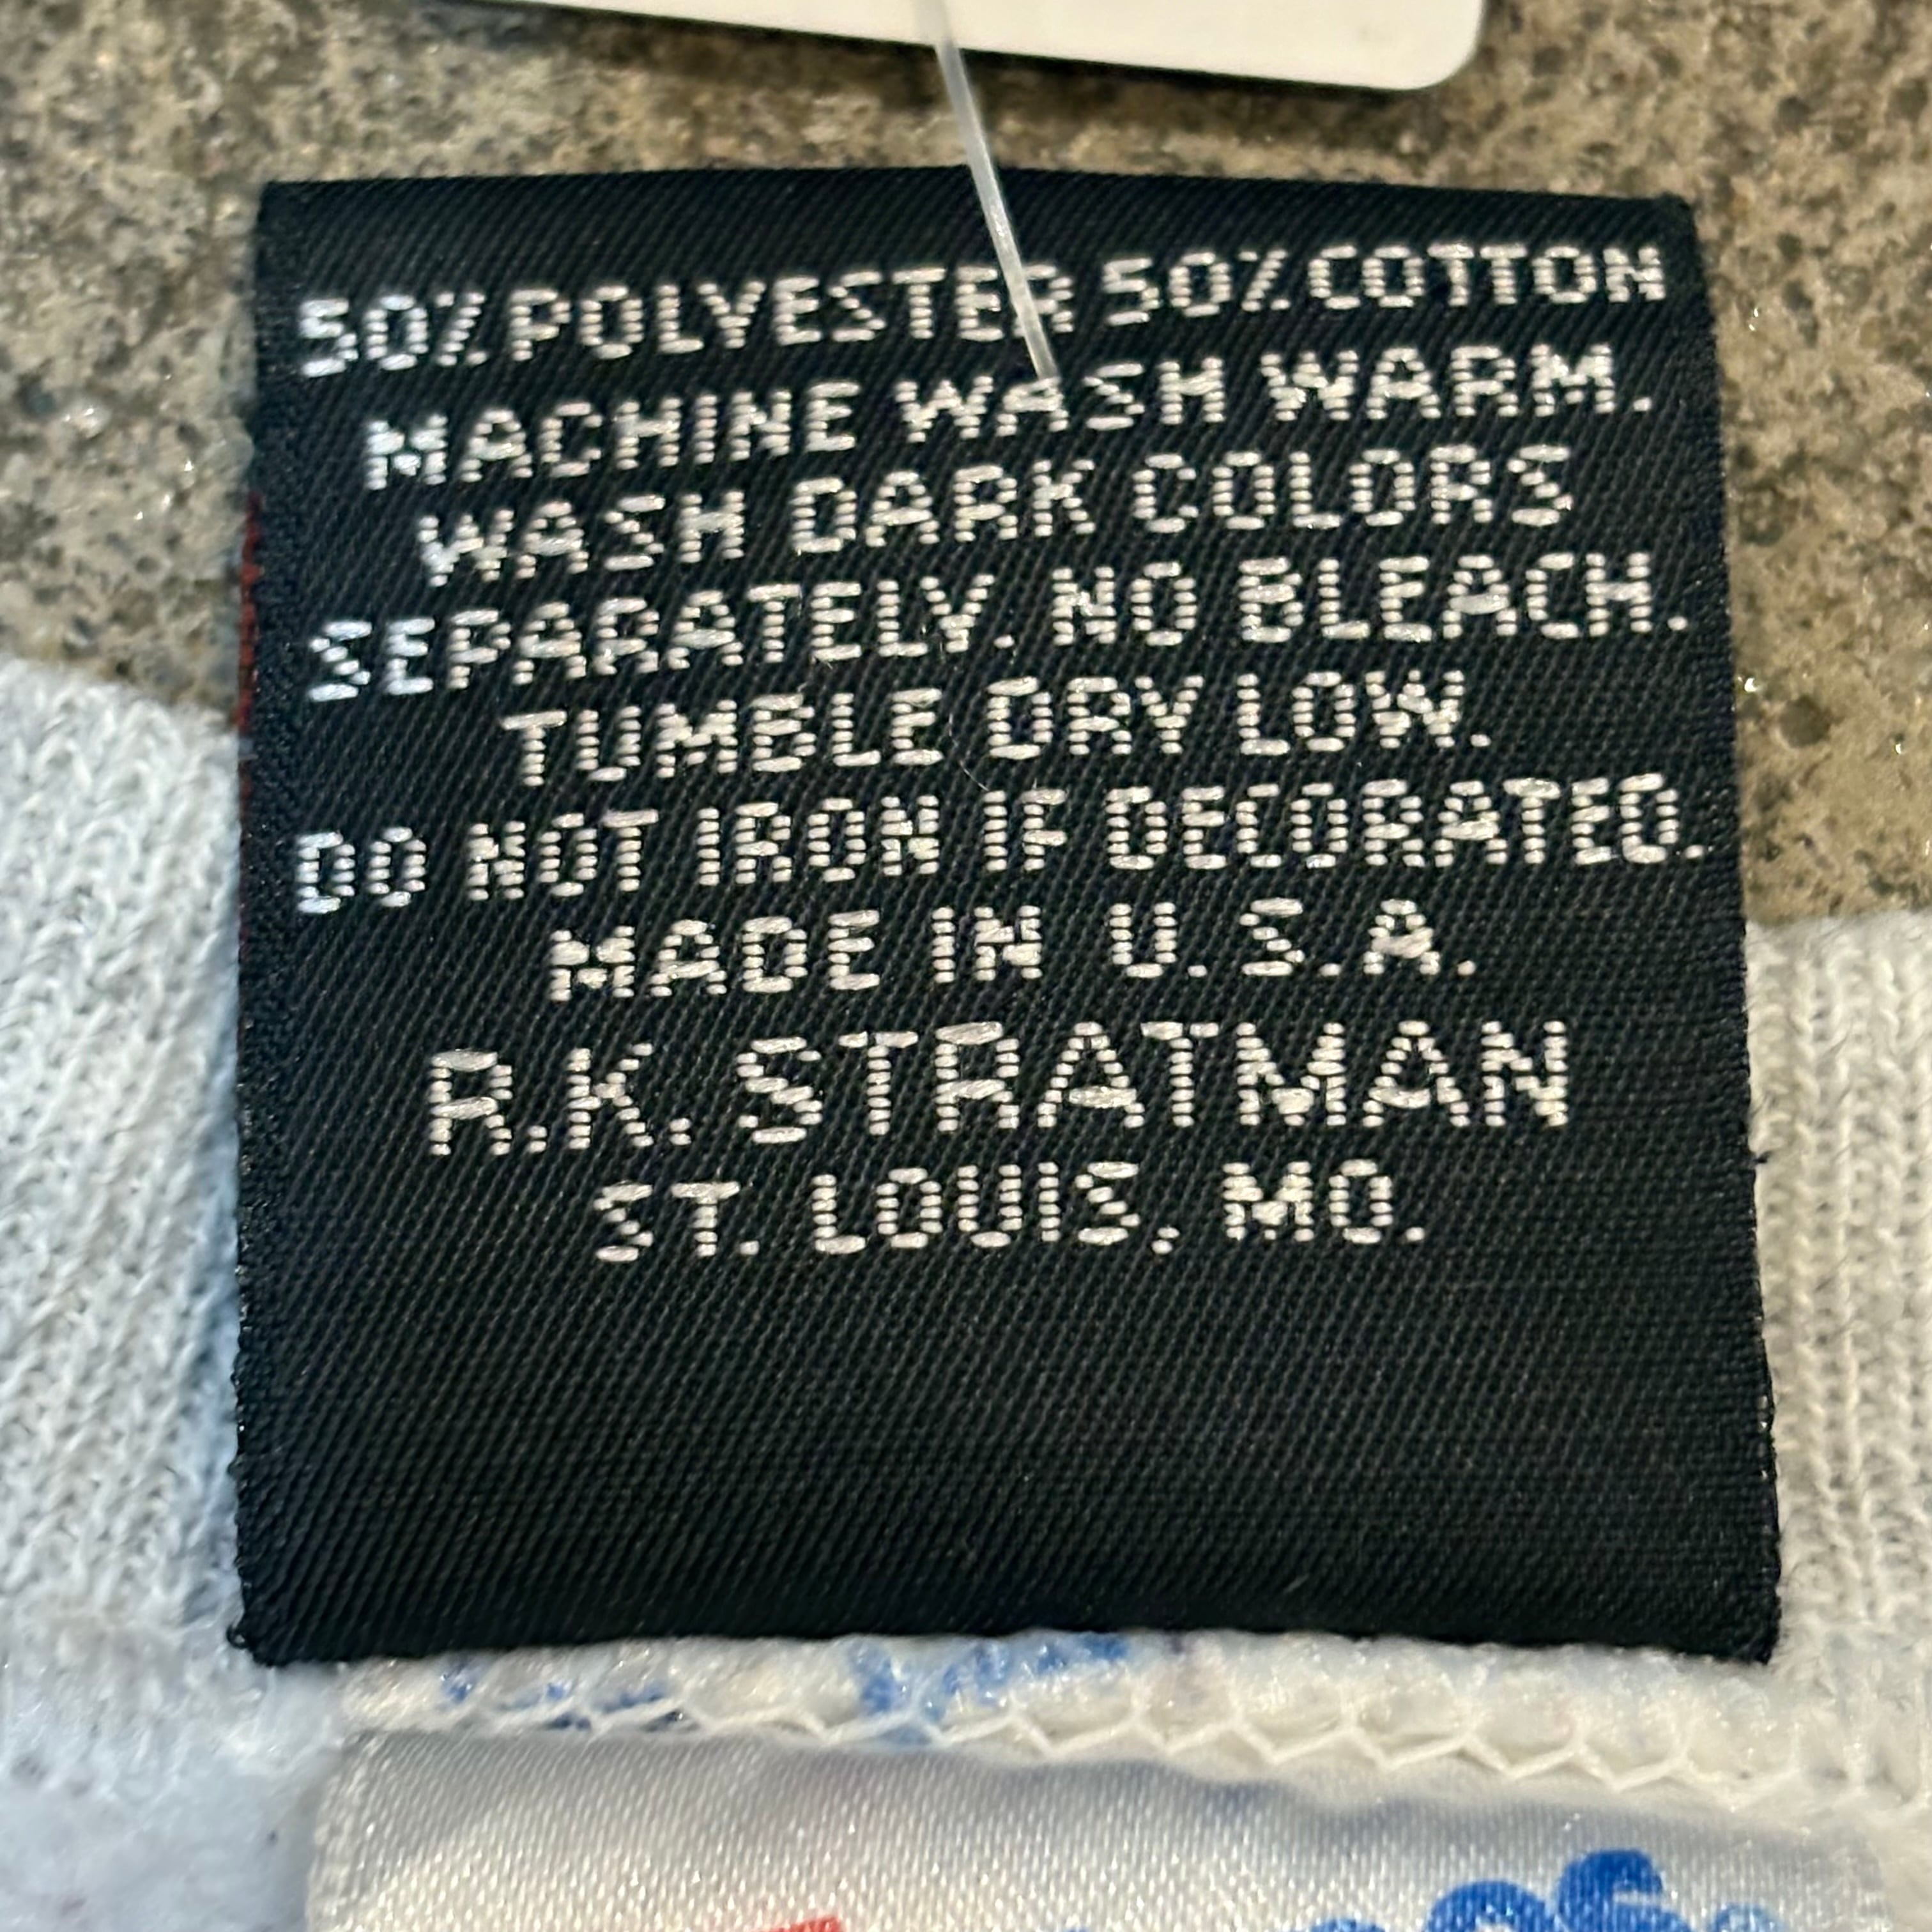 50% POLYESTER 50% COTTON
MACHINE WASH WARM.
WASH DARK COLORS
SEPARATELY. NO BLEACH.
TUMBLE DRY LOW.
DO NOT IRON IF DECORATED.
MADE IN U.S.A.
R.K. STRATMAN
ST. LOUIS, MO.